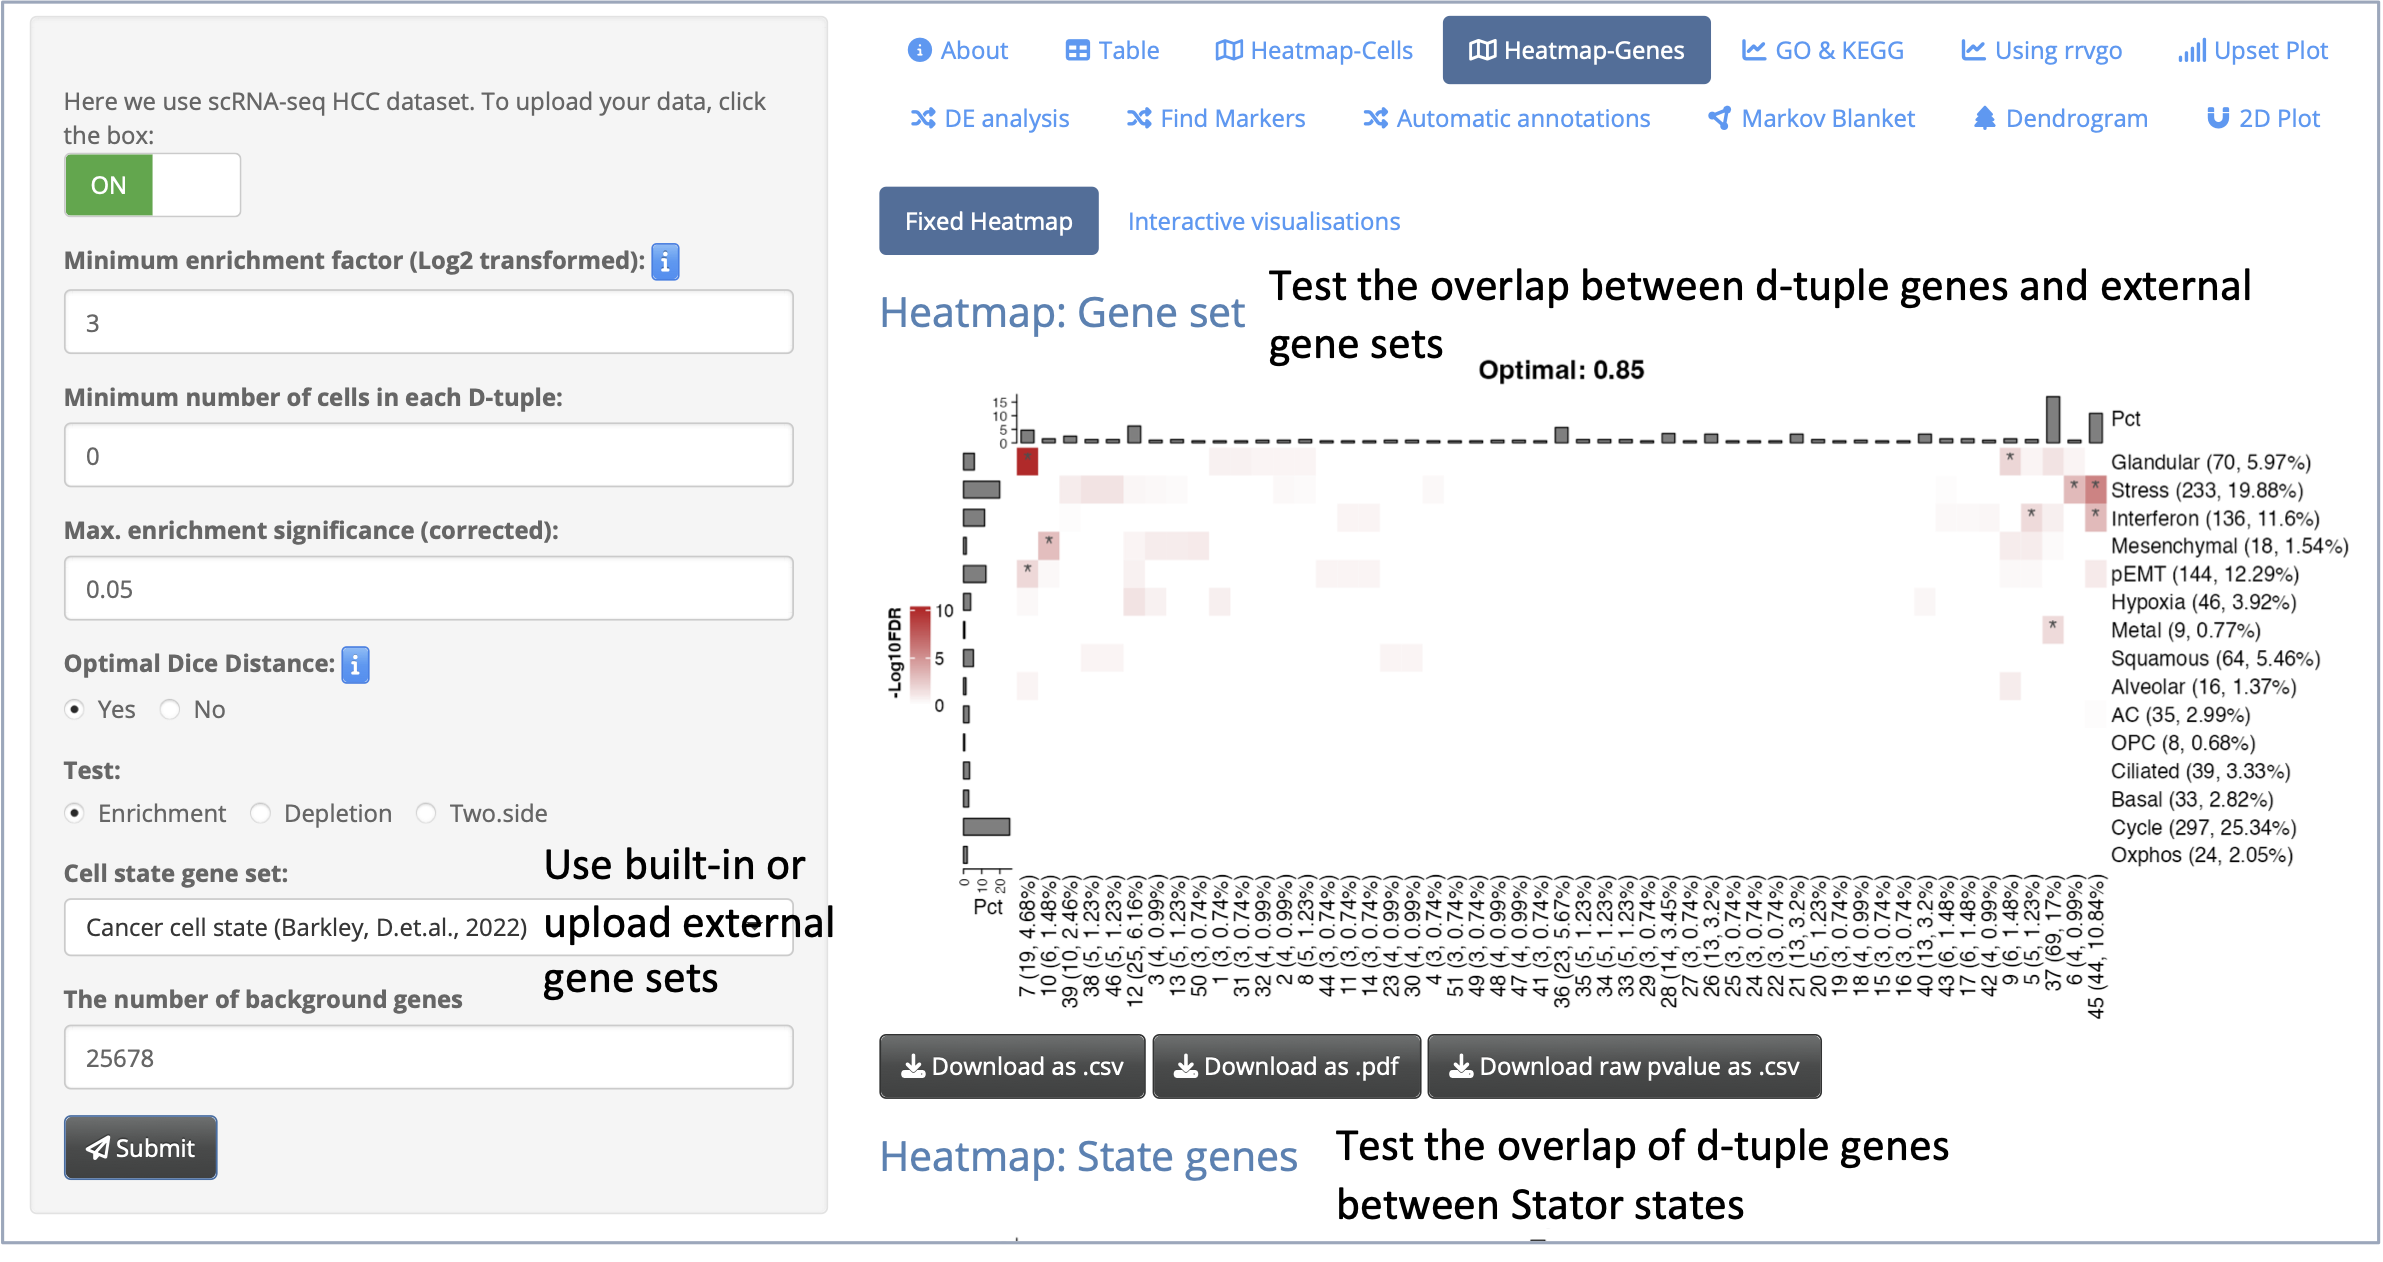 Here we use scRNA-seq HCC dataset. To upload your data, click
the box:
ON
Minimum enrichment factor (Log2 transformed): i
3
Minimum number of cells in each D-tuple:
0
Max. enrichment significance (corrected):
0.05
Optimal Dice Distance: i
Yes No
Test:
Enrichment Depletion Two.side
Cell state gene set:
Cancer cell state (Barkley, D.et.al., 2022)
Use built-in or
upload external
gene sets
The number of background genes
25678
Submit
About Table Heatmap-Cells Heatmap-Genes GO & KEGG Using rrvgo Upset Plot
DE analysis Find Markers Automatic annotations Markov Blanket Dendrogram 2D Plot
Fixed Heatmap Interactive visualisations
Heatmap: Gene set
Test the overlap between d-tuple genes and external
gene sets
Optimal: 0.85
15
10
5
0
Pct
Glandular (70, 5.97%)
Stress (233, 19.88%)
Interferon (136, 11.6%)
Mesenchymal (18, 1.54%)
pEMT (144, 12.29%)
Hypoxia (46, 3.92%)
Metal (9, 0.77%)
Squamous (64, 5.46%)
Alveolar (16, 1.37%)
AC (35, 2.99%)
OPC (8, 0.68%)
Ciliated (39, 3.33%)
Basal (33, 2.82%)
Cycle (297, 25.34%)
Oxphos (24, 2.05%)
-Log10FDR
10
5
0
0 10 20
Pct
7 (19, 4.68%)
10 (6, 1.48%)
39 (10, 2.46%)
38 (5, 1.23%)
46 (5, 1.23%)
12 (25, 6.16%)
3 (4, 0.99%)
13 (5, 1.23%)
50 (3, 0.74%)
1 (3, 0.74%)
31 (3, 0.74%)
32 (4, 0.99%)
2 (4, 0.99%)
8 (5, 1.23%)
44 (3, 0.74%)
11 (3, 0.74%)
14 (3, 0.74%)
23 (4, 0.99%)
30 (4, 0.99%)
4 (3, 0.74%)
51 (3, 0.74%)
49 (3, 0.74%)
48 (4, 0.99%)
47 (4, 0.99%)
41 (3, 0.74%)
36 (23, 5.67%)
35 (5, 1.23%)
34 (5, 1.23%)
33 (5, 1.23%)
29 (3, 0.74%)
28 (14, 3.45%)
27 (3, 0.74%)
26 (13, 3.2%)
25 (3, 0.74%)
24 (3, 0.74%)
22 (3, 0.74%)
21 (13, 3.2%)
20 (5, 1.23%)
19 (3, 0.74%)
18 (4, 0.99%)
15 (3, 0.74%)
16 (3, 0.74%)
40 (13, 3.2%)
43 (6, 1.48%)
17 (6, 1.48%)
42 (4, 0.99%)
9 (6, 1.48%)
5 (5, 1.23%)
37 (69, 17%)
6 (4, 0.99%)
45 (44, 10.84%)
Download as .csv Download as .pdf Download raw pvalue as .csv
Heatmap: State genes
Test the overlap of d-tuple genes
between Stator states